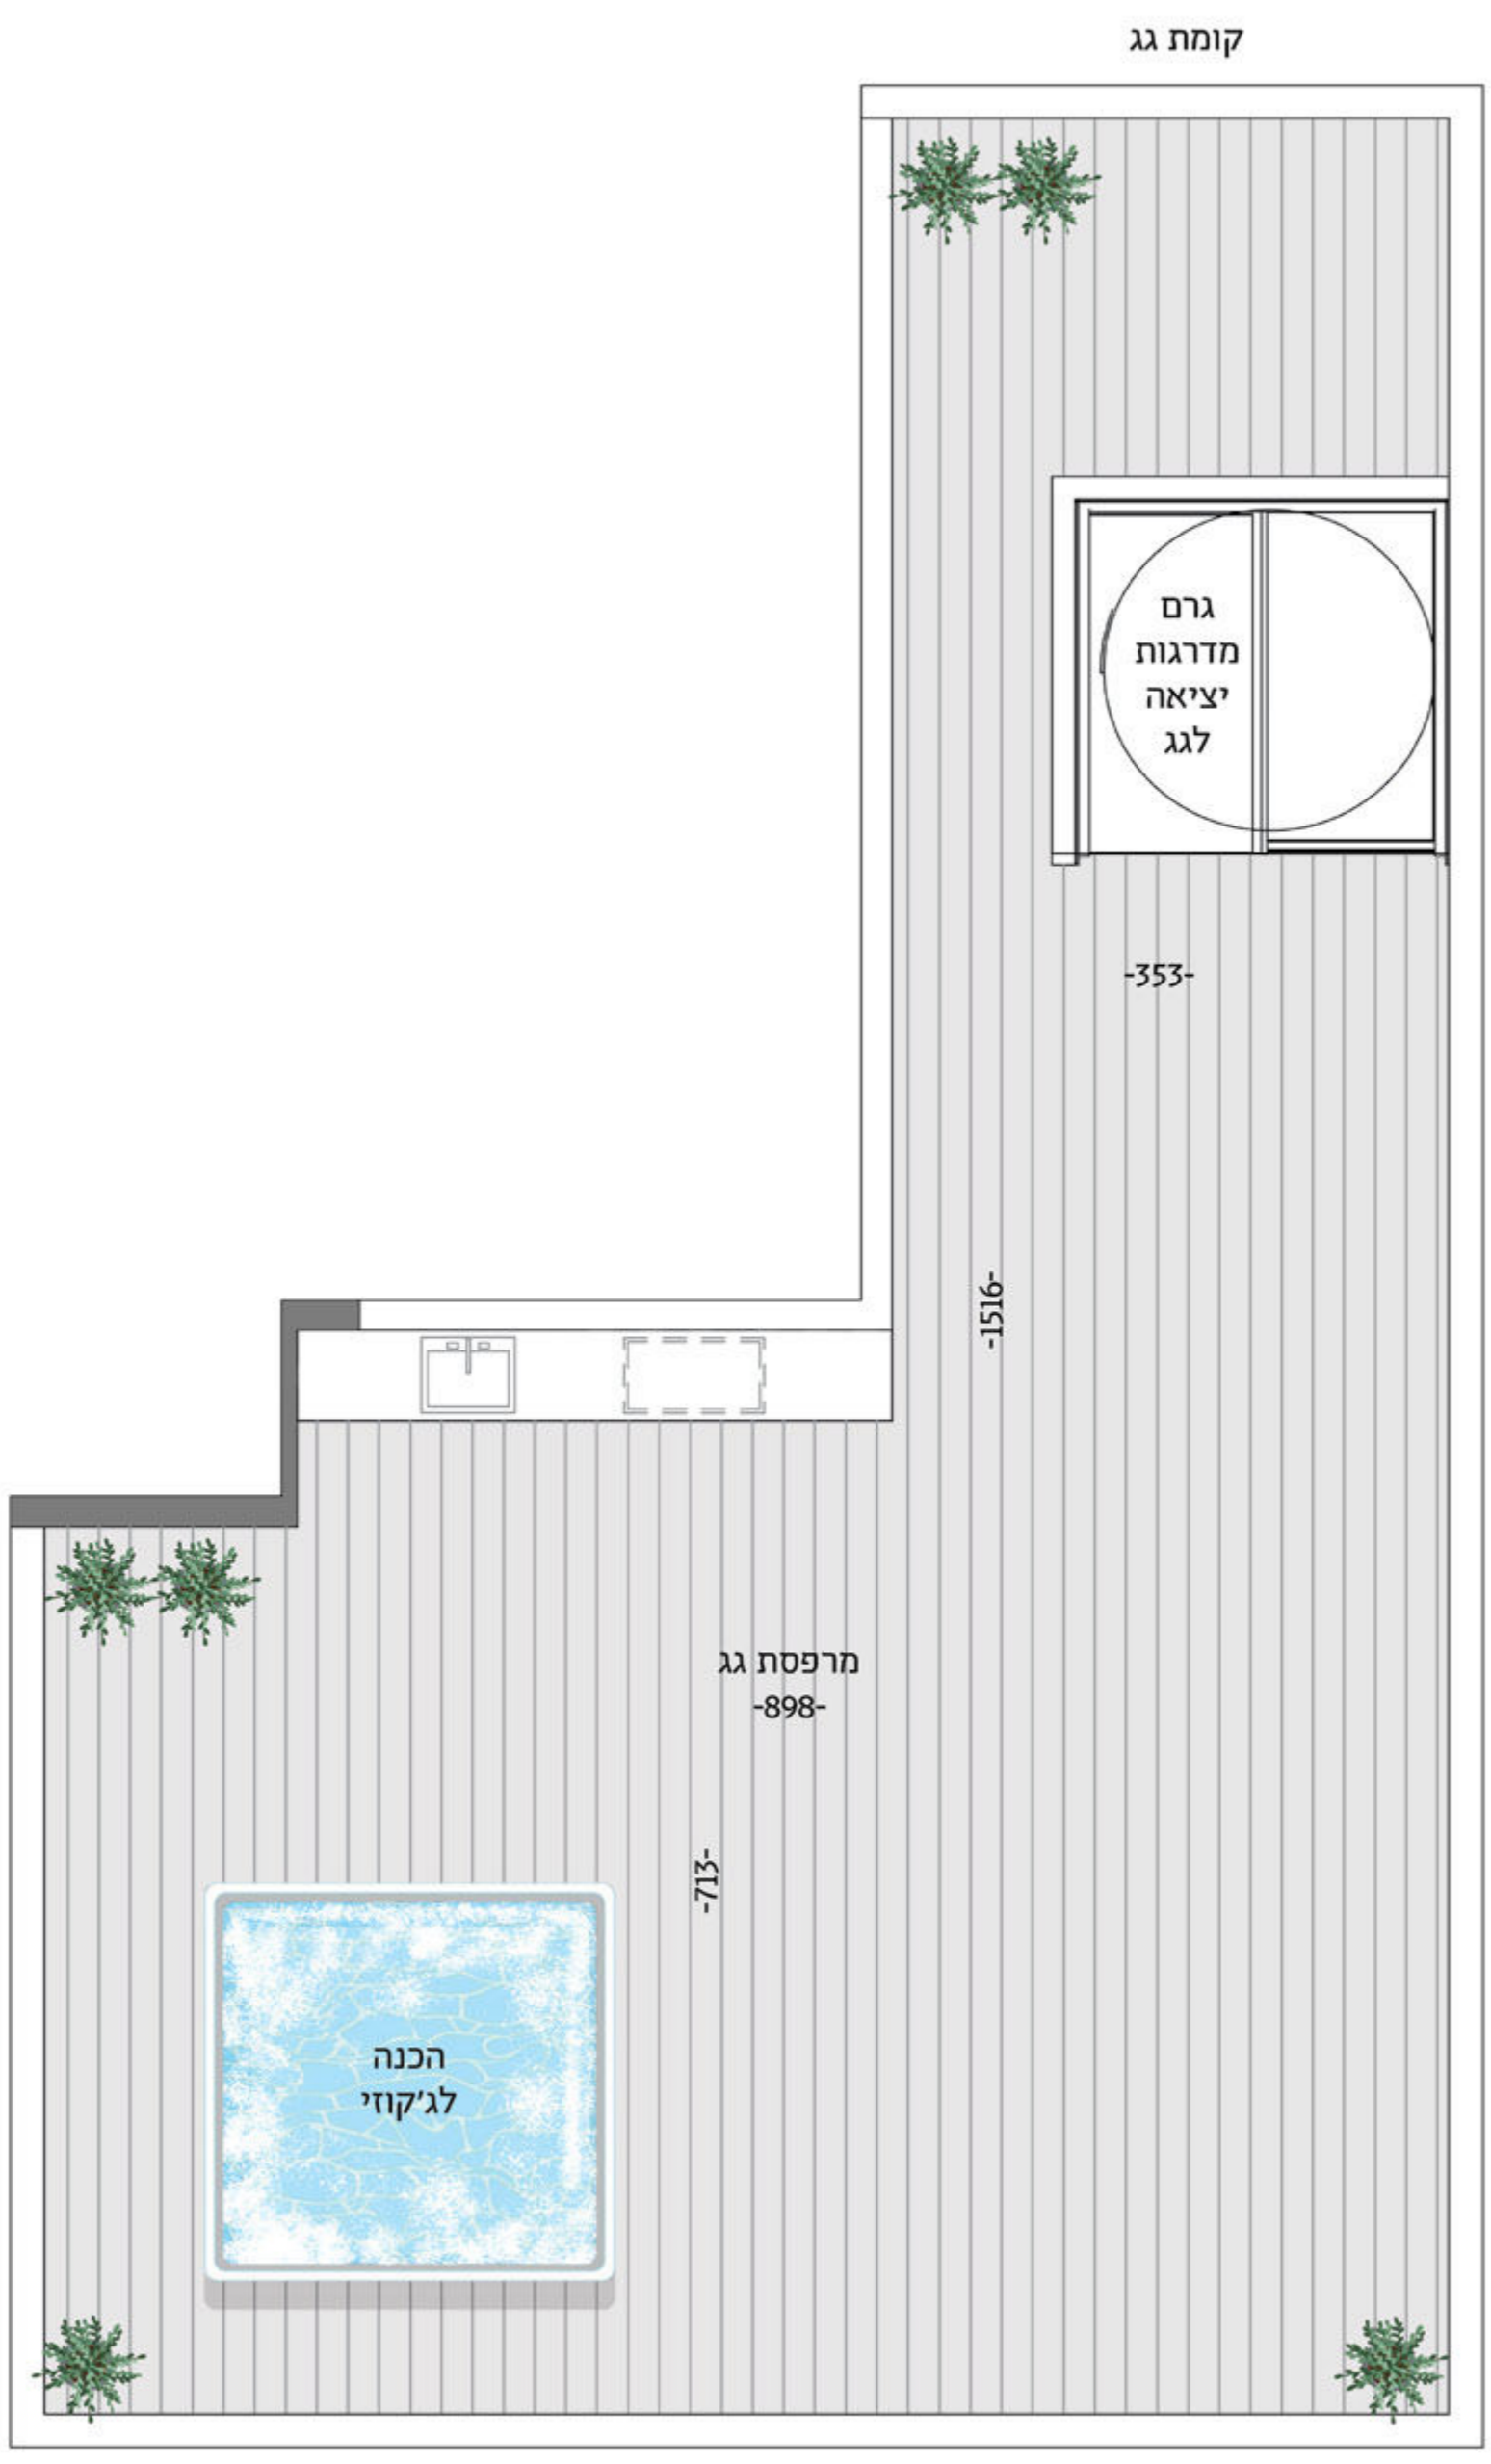 קומת גג
גרם
מדרגות
יציאה
לגג
-353-
-1516-
מרפסת גג
-898-
-713-
הכנה
לג'קוזי